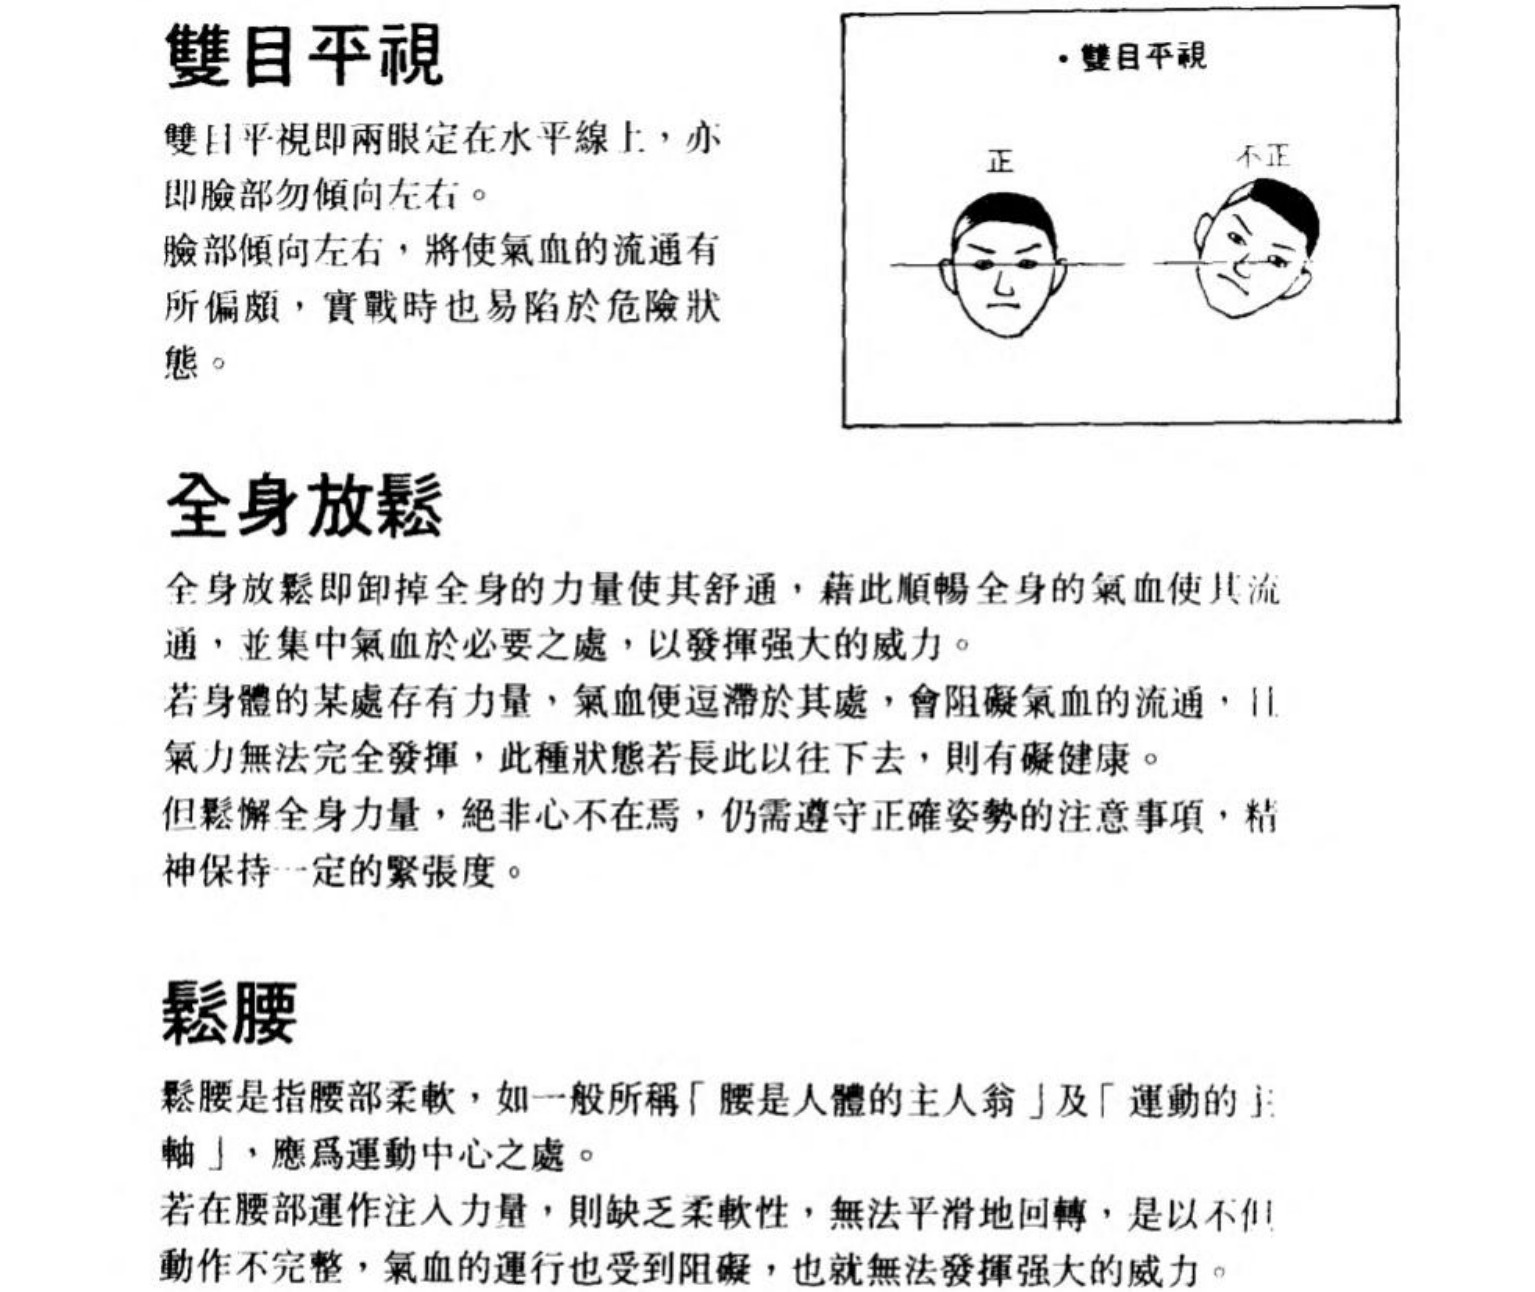 雙目平視
雙目平視即兩眼定在水平線上，亦
即臉部勿傾向左右。
臉部傾向左右，將使氣血的流通有
所偏頗，實戰時也易陷於危險狀
態。
・雙目平視
正
不正
全身放鬆
全身放鬆即卸掉全身的力量使其舒通，藉此順暢全身的氣血使其流
通，並集中氣血於必要之處，以發揮强大的威力。
若身體的某處存有力量，氣血便逗滯於其處，會阻礙氣血的流通，且
氣力無法完全發揮，此種狀態若長此以往下去，則有礙健康。
但鬆懈全身力量，絕非心不在焉，仍需遵守正確姿勢的注意事項，精
神保持一定的緊張度。
鬆腰
鬆腰是指腰部柔軟，如一般所稱「腰是人體的主人翁」及「運動的主
軸」，應爲運動中心之處。
若在腰部運作注入力量，則缺乏柔軟性，無法平滑地回轉，是以不但
動作不完整，氣血的運行也受到阻礙，也就無法發揮强大的威力。